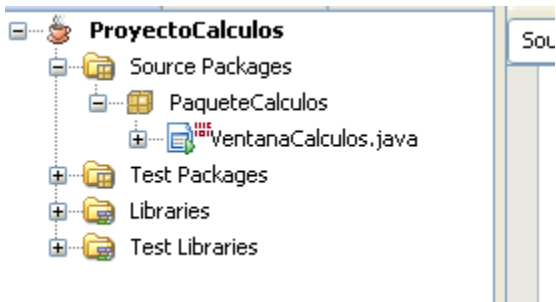 ProyectoCalculos
Source Packages
PaqueteCalculos
VentanaCalculos.java
Test Packages
Libraries
Test Libraries
Sou